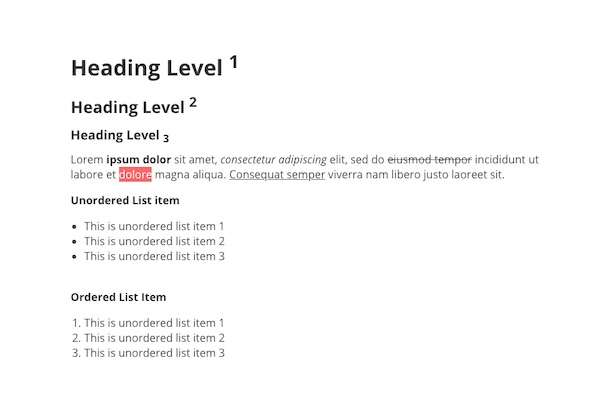 Heading Level 1
Heading Level 2
Heading Level 3
Lorem ipsum dolor sit amet, consectetur adipiscing elit, sed do eiusmod tempor incididunt ut
labore et dolore magna aliqua. Consequat semper viverra nam libero justo laoreet sit.
Unordered List item
• This is unordered list item 1
• This is unordered list item 2
• This is unordered list item 3
Ordered List Item
1. This is unordered list item 1
2. This is unordered list item 2
3. This is unordered list item 3